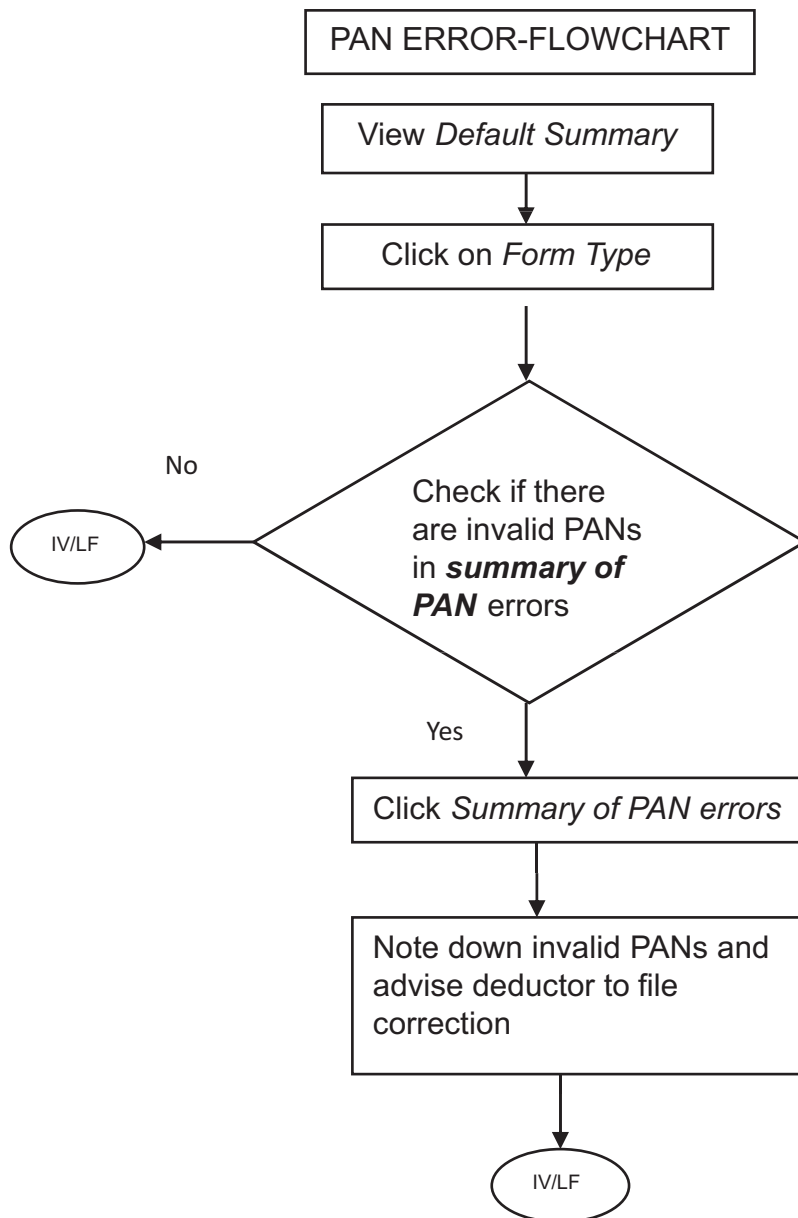 PAN ERROR-FLOWCHART
View Default Summary
Click on Form Type
No
IV/LF
Check if there
are invalid PANs
in summary of
PAN errors
Yes
Click Summary of PAN errors
Note down invalid PANs and
advise deductor to file
correction
IV/LF